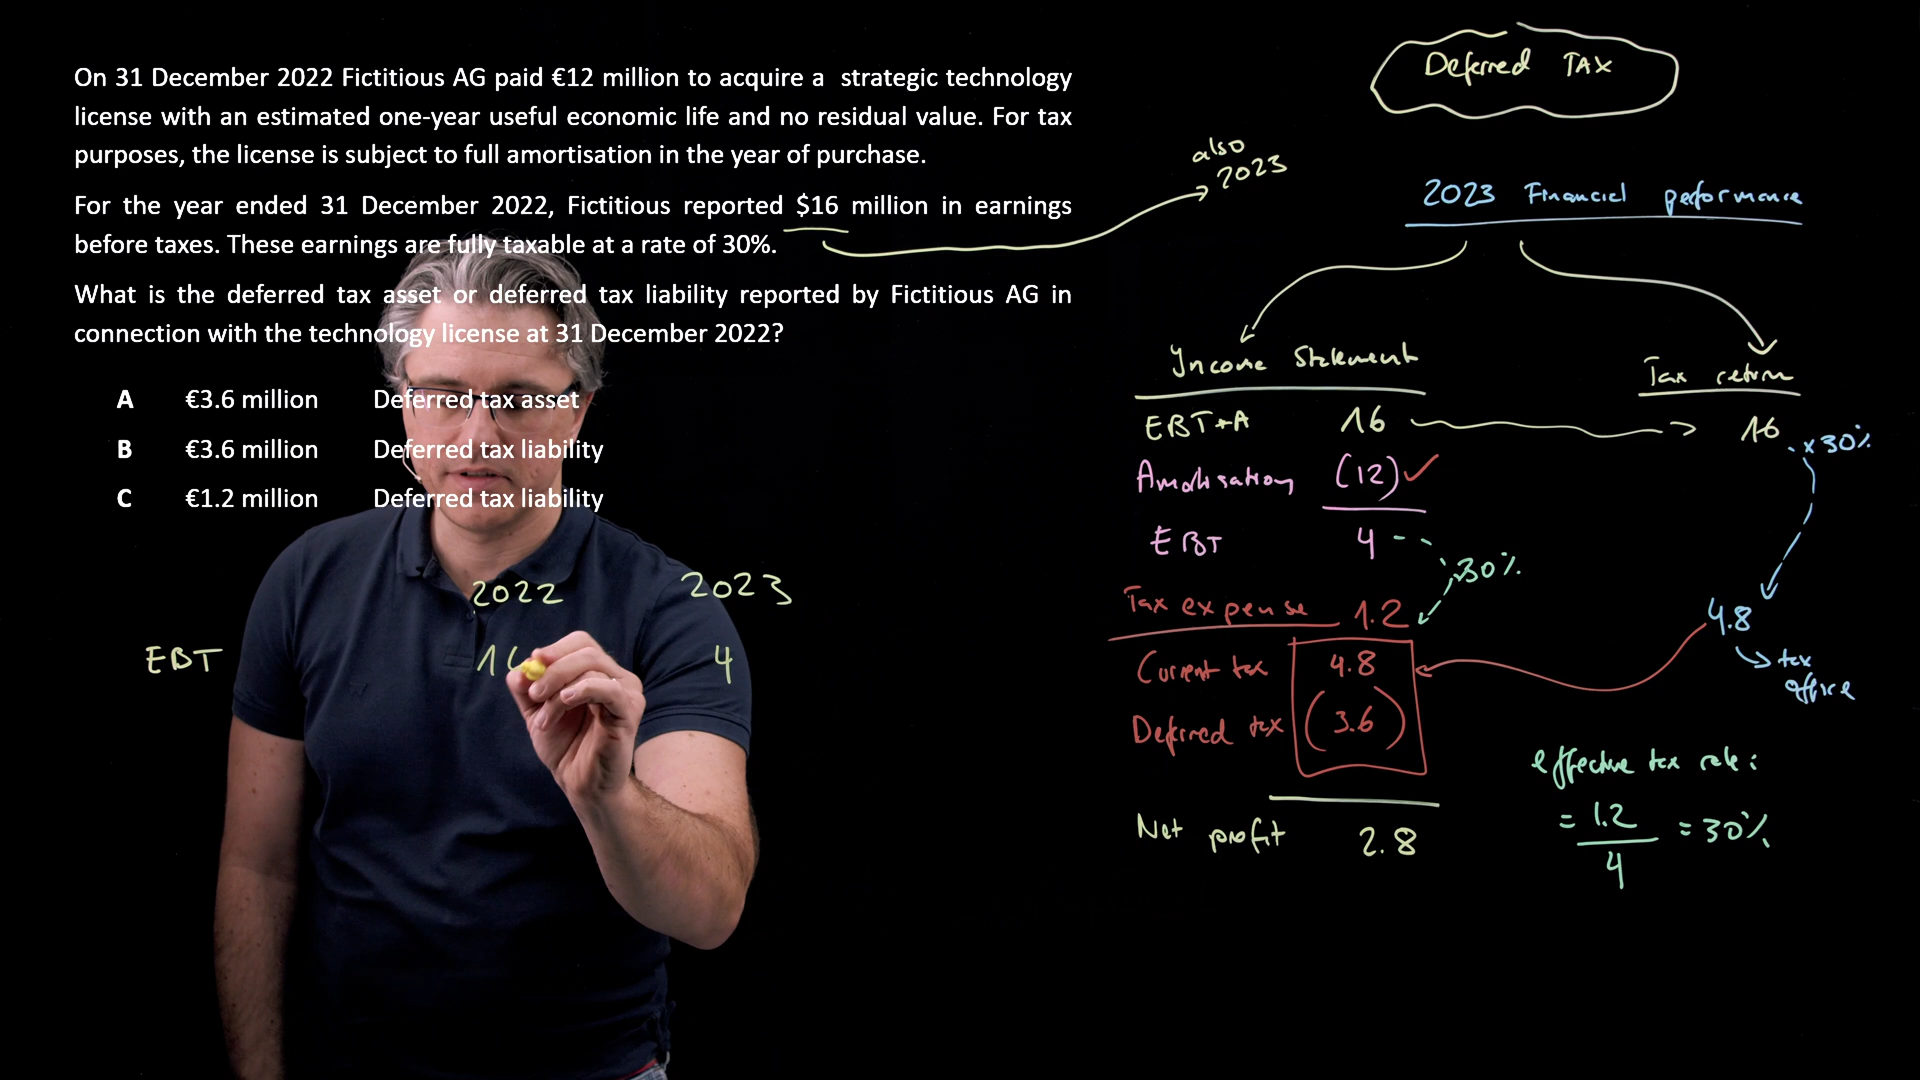 On 31 December 2022 Fictitious AG paid €12 million to acquire a strategic technology
license with an estimated one-year useful economic life and no residual value. For tax
purposes, the license is subject to full amortisation in the year of purchase.
For the year ended 31 December 2022, Fictitious reported $16 million in earnings
before taxes. These earnings are fully taxable at a rate of 30%.
What is the deferred tax asset or deferred tax liability reported by Fictitious AG in
connection with the technology license at 31 December 2022?
A €3.6 million Deferred tax asset
B €3.6 million Deferred tax liability
C €1.2 million Deferred tax liability
2022 2023
EBT 16 4
also
2023
Deferred TAX
2023 Financial performance
Income Statement
EBT+A 16
Amortisation (12) ✓
EBT 4
30%
Tax expense 1.2
Current tax 4.8
Deferred tax (3.6)
Net profit 2.8
Tax return
16
x30%
4.8
tax
office
effective tax rate:
= 1.2
4
= 30%